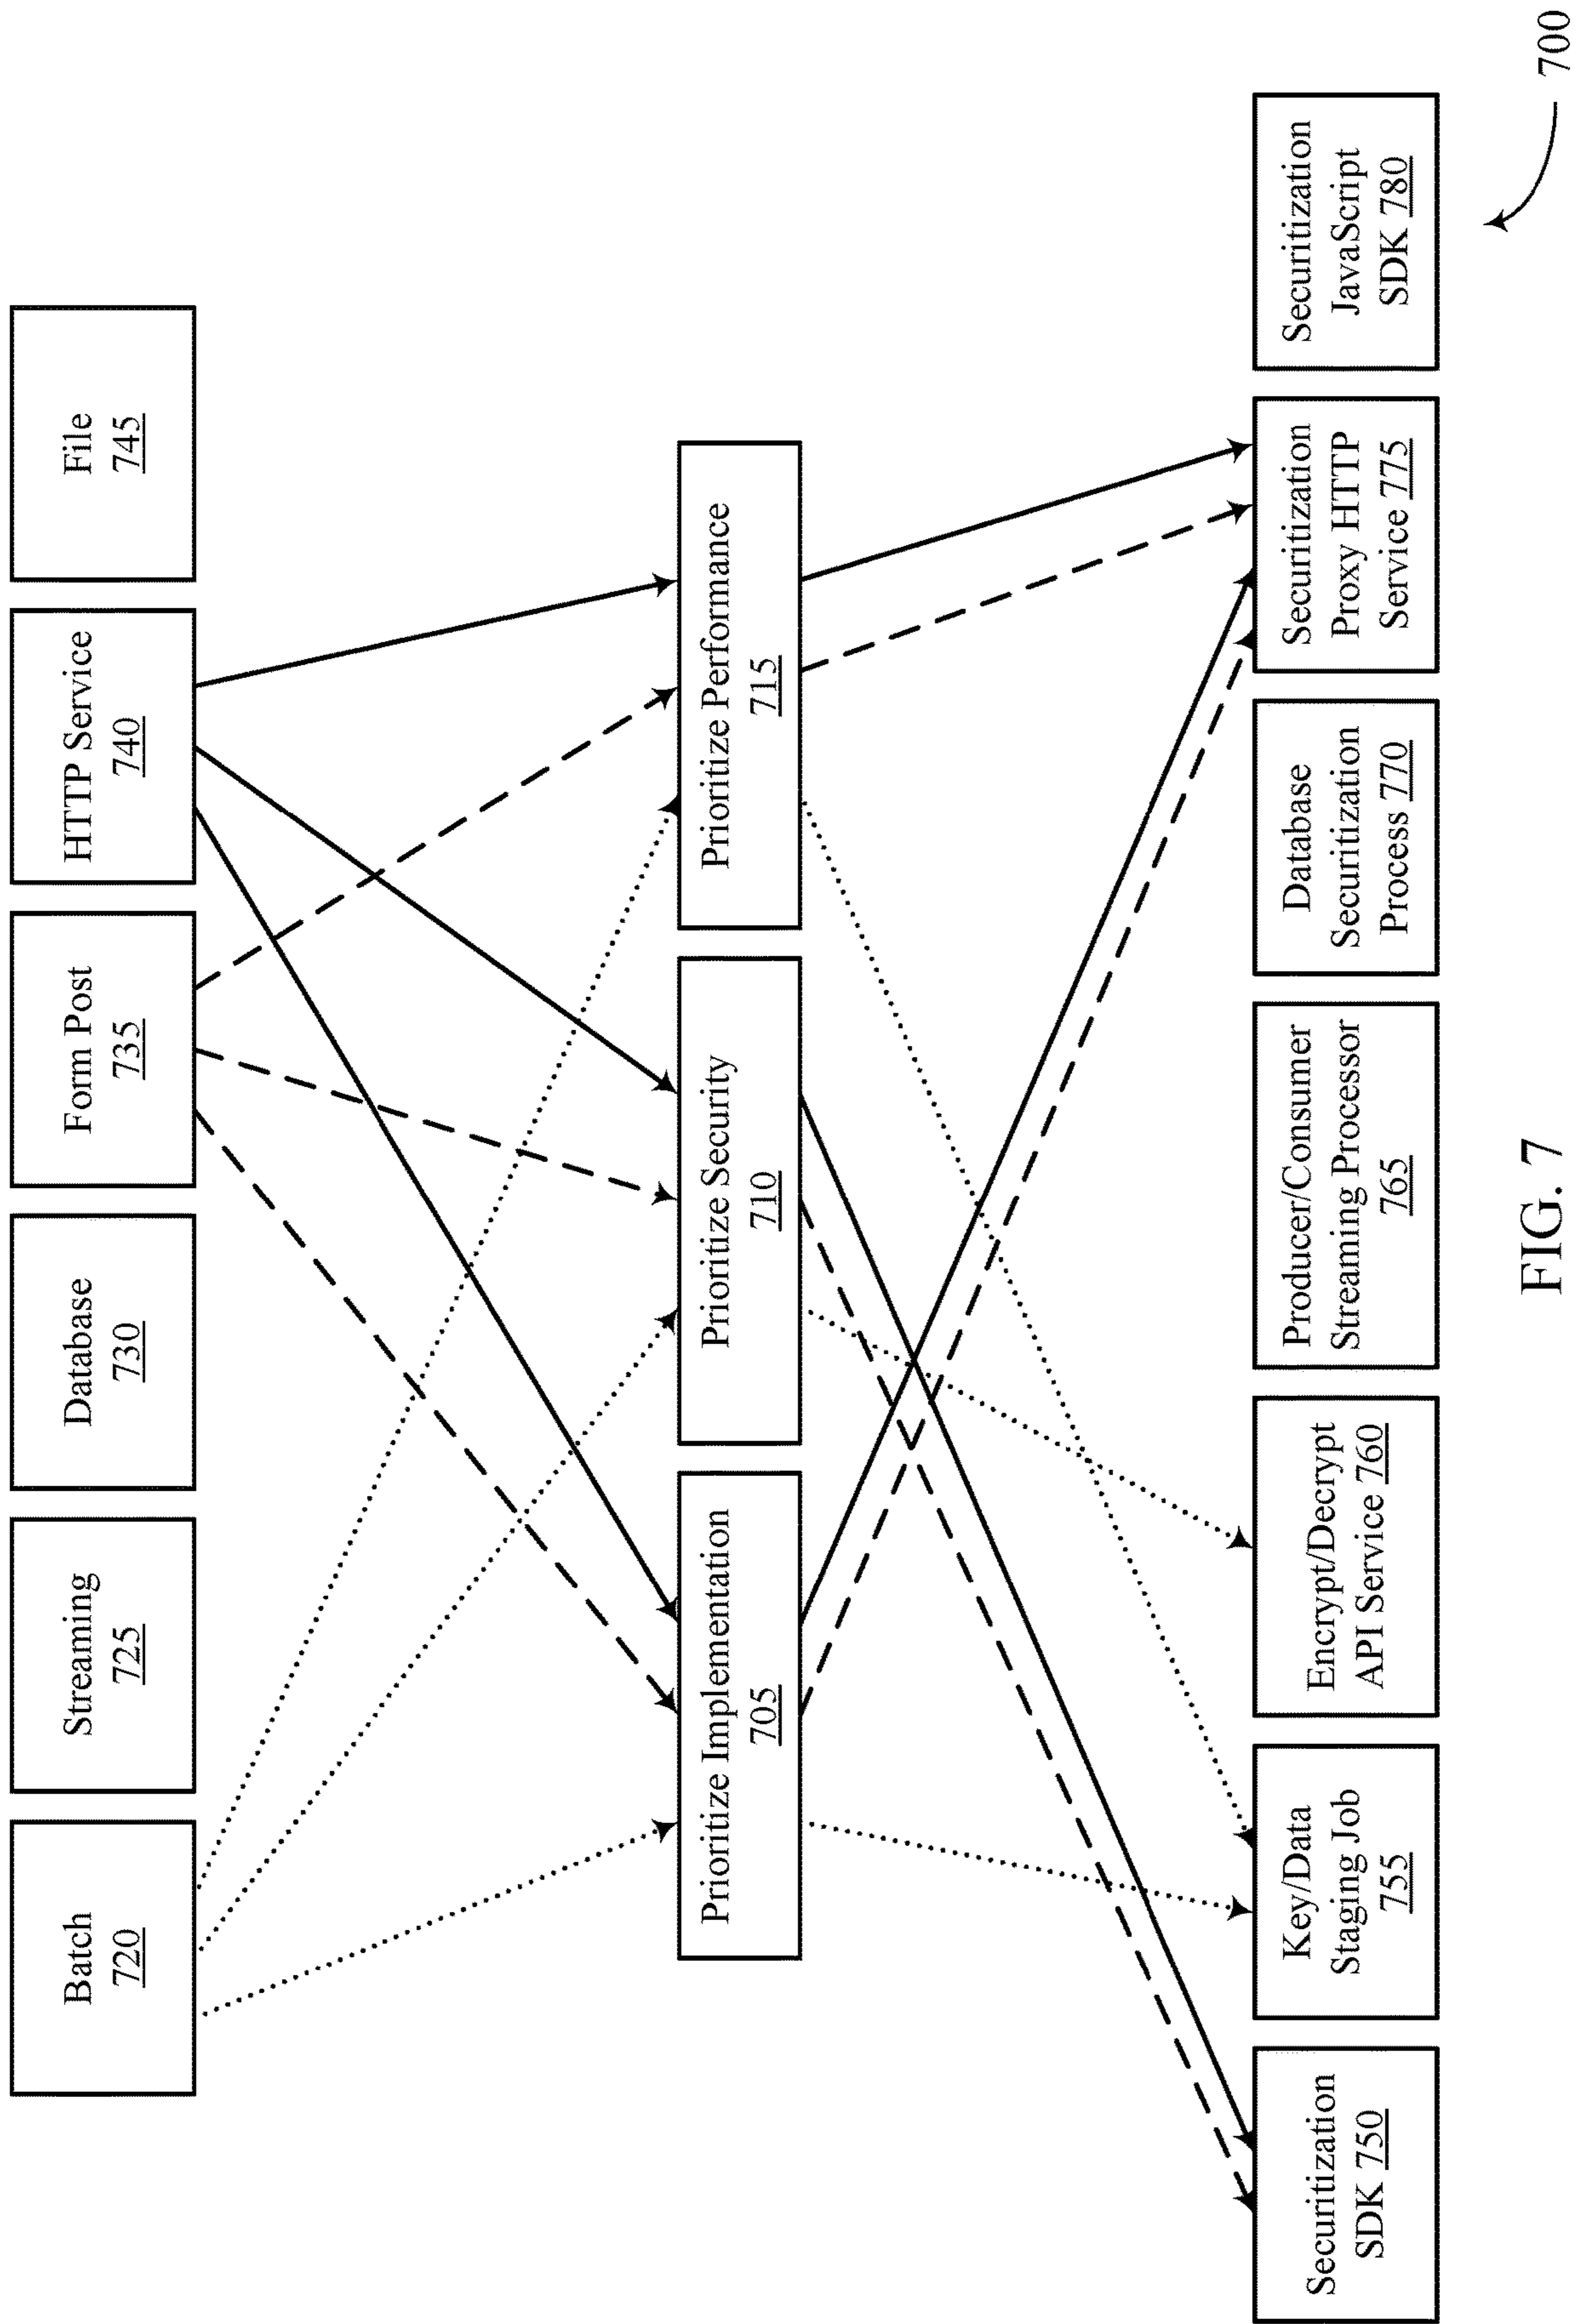 Batch
720
Streaming
725
Database
730
Form Post
735
HTTP Service
740
File
745
Prioritize Implementation
705
Prioritize Security
710
Prioritize Performance
715
Securitization
SDK 750
Key/Data
Staging Job
755
Encrypt/Decrypt
API Service 760
Producer/Consumer
Streaming Processor
765
Database
Securitization
Process 770
Securitization
Proxy HTTP
Service 775
Securitization
JavaScript
SDK 780
700
FIG. 7